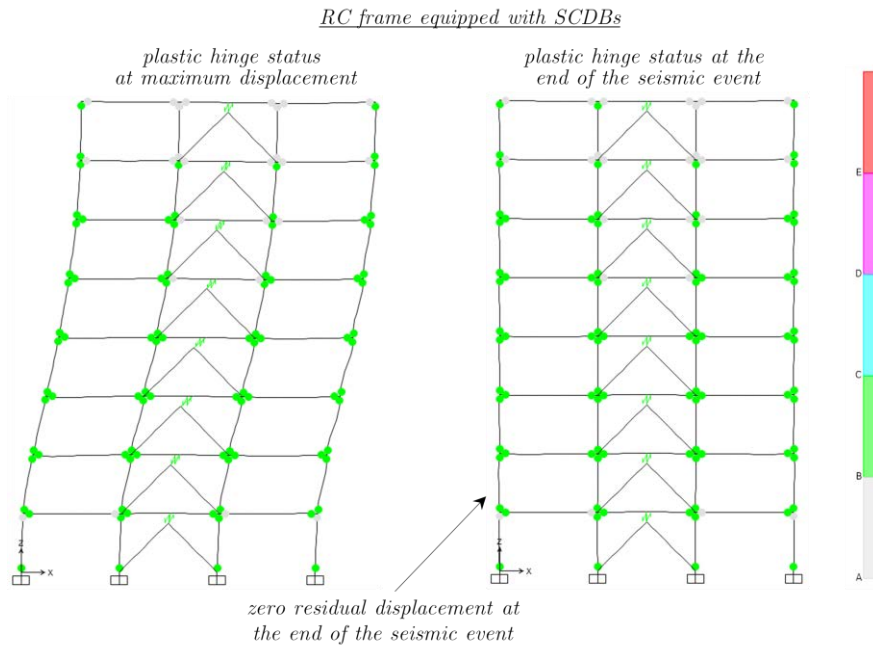 RC frame equipped with SCDBs
plastic hinge status
at maximum displacement
plastic hinge status at the
end of the seismic event
E
D
C
B
A
Z
X
Z
X
zero residual displacement at
the end of the seismic event